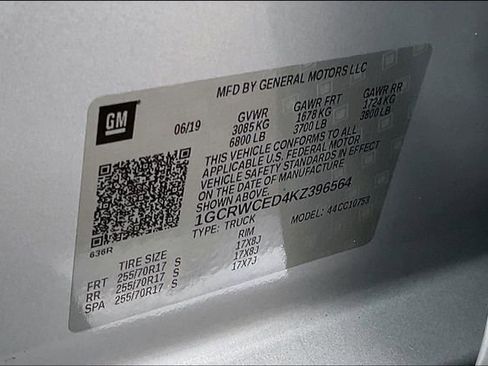 MFD BY GENERAL MOTORS LLC
GM
06/19
GVWR GAWR FRT GAWR RR
3085 KG 1678 KG 1724 KG
6800 LB 3700 LB 3800 LB
THIS VEHICLE CONFORMS TO ALL
APPLICABLE U.S. FEDERAL MOTOR
VEHICLE SAFETY STANDARDS IN EFFECT
ON THE DATE OF MANUFACTURE
SHOWN ABOVE.
1GCRWCED4KZ396564
TYPE: TRUCK MODEL: 44CC10753
636R
TIRE SIZE RIM
FRT 255/70R17 S 17X8J
RR 255/70R17 S 17X8J
SPA 255/70R17 S 17X7J